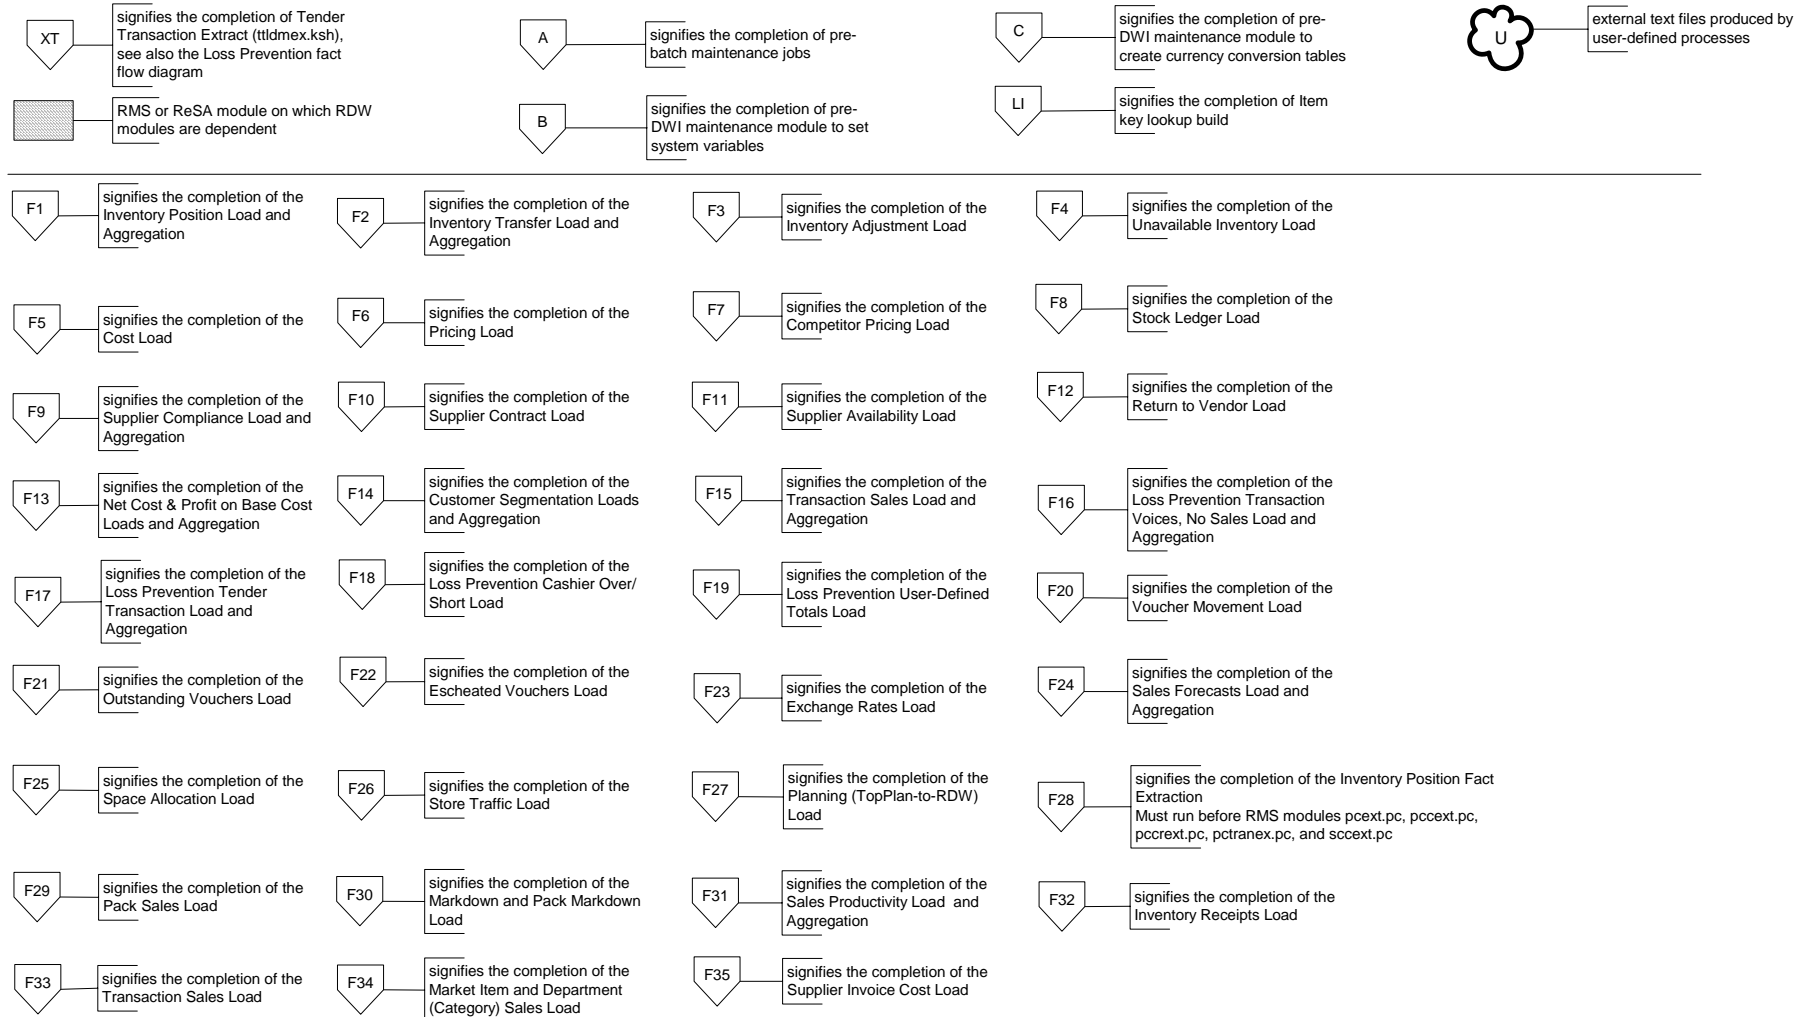 XT
signifies the completion of Tender
Transaction Extract (ttldmex.ksh),
see also the Loss Prevention fact
flow diagram
A
signifies the completion of pre-
batch maintenance jobs
C
signifies the completion of pre-
DWI maintenance module to
create currency conversion tables
U
external text files produced by
user-defined processes
RMS or ReSA module on which RDW
modules are dependent
B
signifies the completion of pre-
DWI maintenance module to set
system variables
LI
signifies the completion of Item
key lookup build
F1
signifies the completion of the
Inventory Position Load and
Aggregation
F2
signifies the completion of the
Inventory Transfer Load and
Aggregation
F3
signifies the completion of the
Inventory Adjustment Load
F4
signifies the completion of the
Unavailable Inventory Load
F5
signifies the completion of the
Cost Load
F6
signifies the completion of the
Pricing Load
F7
signifies the completion of the
Competitor Pricing Load
F8
signifies the completion of the
Stock Ledger Load
F9
signifies the completion of the
Supplier Compliance Load and
Aggregation
F10
signifies the completion of the
Supplier Contract Load
F11
signifies the completion of the
Supplier Availability Load
F12
signifies the completion of the
Return to Vendor Load
F13
signifies the completion of the
Net Cost & Profit on Base Cost
Loads and Aggregation
F14
signifies the completion of the
Customer Segmentation Loads
and Aggregation
F15
signifies the completion of the
Transaction Sales Load and
Aggregation
F16
signifies the completion of the
Loss Prevention Transaction
Voices, No Sales Load and
Aggregation
F17
signifies the completion of the
Loss Prevention Tender
Transaction Load and
Aggregation
F18
signifies the completion of the
Loss Prevention Cashier Over/
Short Load
F19
signifies the completion of the
Loss Prevention User-Defined
Totals Load
F20
signifies the completion of the
Voucher Movement Load
F21
signifies the completion of the
Outstanding Vouchers Load
F22
signifies the completion of the
Escheated Vouchers Load
F23
signifies the completion of the
Exchange Rates Load
F24
signifies the completion of the
Sales Forecasts Load and
Aggregation
F25
signifies the completion of the
Space Allocation Load
F26
signifies the completion of the
Store Traffic Load
F27
signifies the completion of the
Planning (TopPlan-to-RDW)
Load
F28
signifies the completion of the Inventory Position Fact
Extraction
Must run before RMS modules pcext.pc, pccext.pc,
pccrext.pc, pctranex.pc, and sccext.pc
F29
signifies the completion of the
Pack Sales Load
F30
signifies the completion of the
Markdown and Pack Markdown
Load
F31
signifies the completion of the
Sales Productivity Load and
Aggregation
F32
signifies the completion of the
Inventory Receipts Load
F33
signifies the completion of the
Transaction Sales Load
F34
signifies the completion of the
Market Item and Department
(Category) Sales Load
F35
signifies the completion of the
Supplier Invoice Cost Load